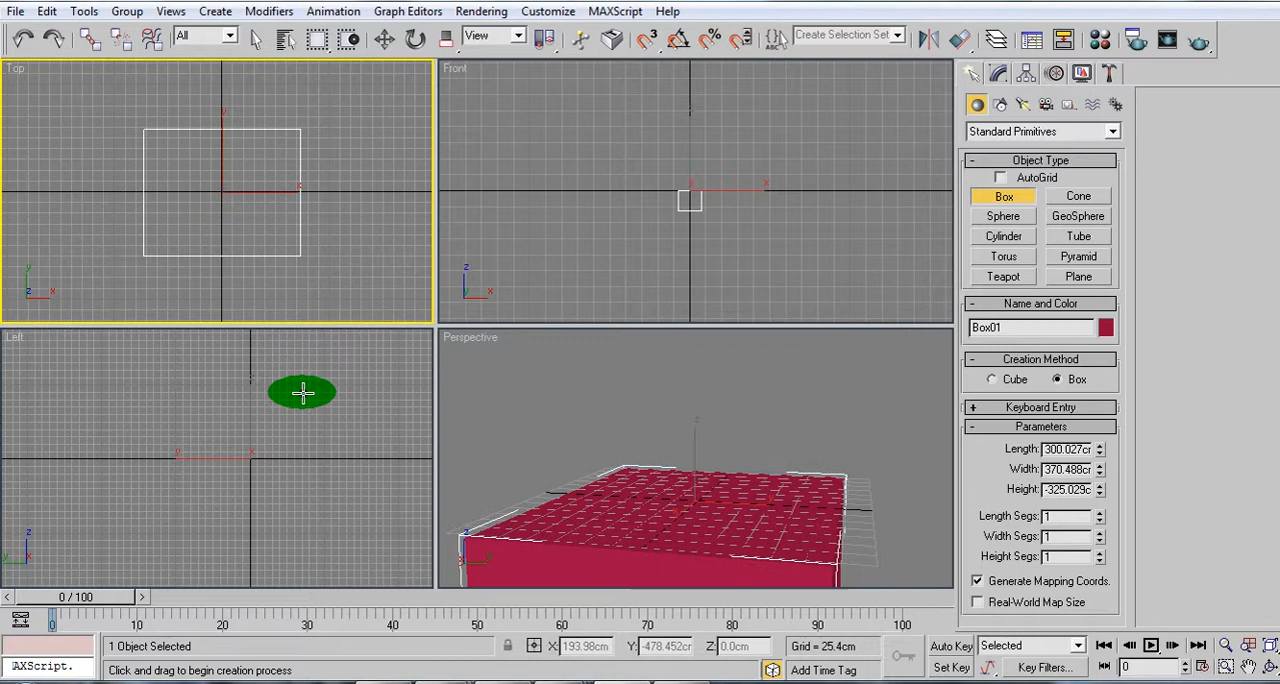 File Edit Tools Group Views Create Modifiers Animation Graph Editors Rendering Customize MAXScript Help
All View Create Selection Set
Top
Front
Left
Perspective
y x
z x
y
z y
Standard Primitives
- Object Type
AutoGrid
Box Cone
Sphere GeoSphere
Cylinder Tube
Torus Pyramid
Teapot Plane
- Name and Color
Box01
- Creation Method
Cube Box
+ Keyboard Entry
- Parameters
Length: 300.027cr
Width: 370.488cr
Height: -325.029c
Length Segs: 1
Width Segs: 1
Height Segs: 1
Generate Mapping Coords.
Real-World Map Size
< 0 / 100 >
0 10 20 30 40 50 60 70 80 90 100
1 Object Selected X: 193.98cm Y: -478.452cr Z: 0.0cm Grid = 25.4cm Auto Key Selected
AXScript. Click and drag to begin creation process Add Time Tag Set Key Key Filters... 0